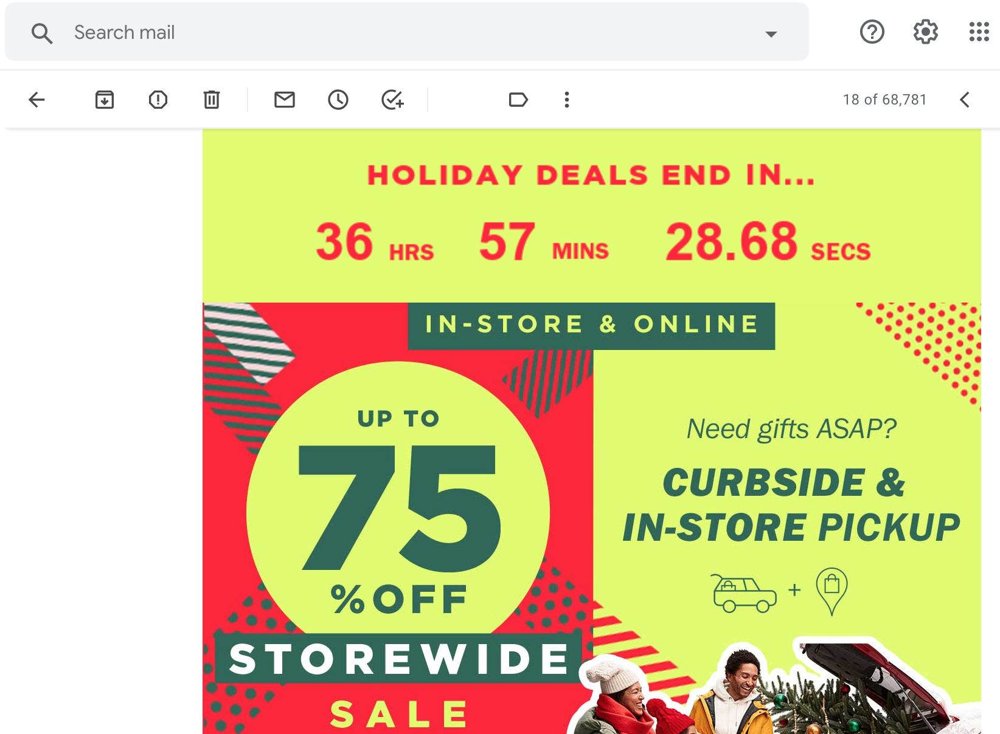 Search mail
18 of 68,781
HOLIDAY DEALS END IN...
36 HRS 57 MINS 28.68 SECS
IN-STORE & ONLINE
UP TO
75
%OFF
STOREWIDE
SALE
Need gifts ASAP?
CURBSIDE &
IN-STORE PICKUP